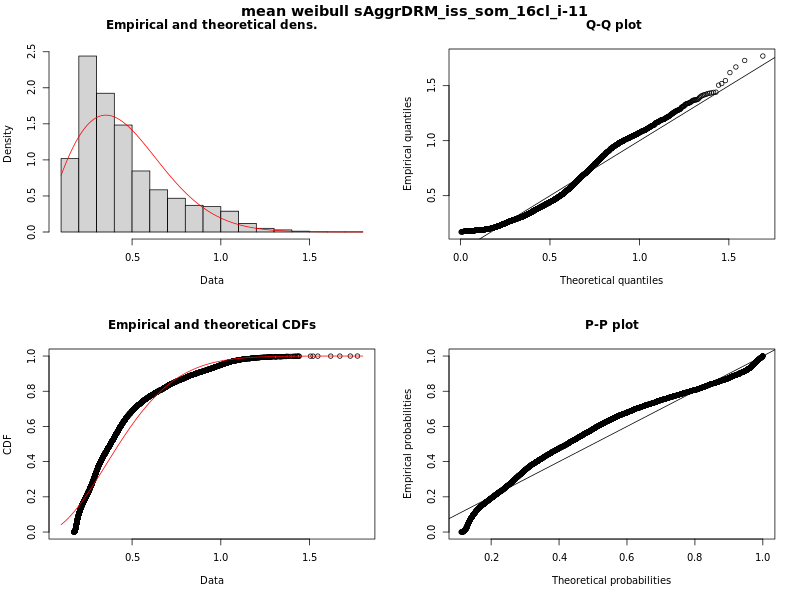 mean weibull sAggrDRM_iss_som_16cl_i-11
Empirical and theoretical dens.
Density
0.0 0.5 1.0 1.5 2.0 2.5
0.5 1.0 1.5
Data
Q-Q plot
Empirical quantiles
0.5 1.0 1.5
0.0 0.5 1.0 1.5
Theoretical quantiles
Empirical and theoretical CDFs
CDF
0.0 0.2 0.4 0.6 0.8 1.0
0.5 1.0 1.5
Data
P-P plot
Empirical probabilities
0.0 0.2 0.4 0.6 0.8 1.0
0.2 0.4 0.6 0.8 1.0
Theoretical probabilities